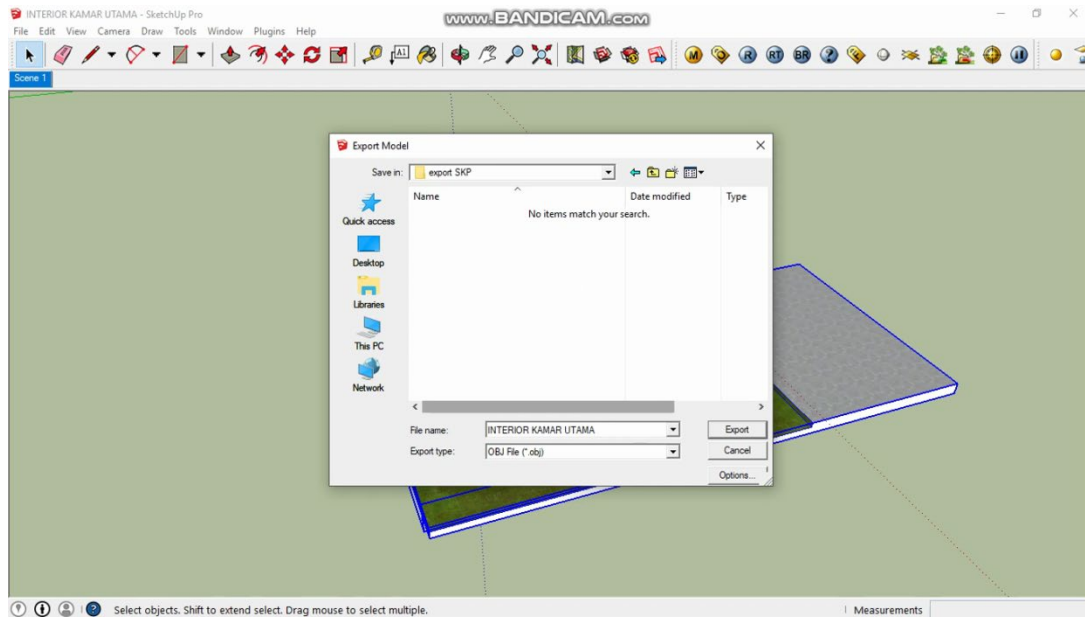 INTERIOR KAMAR UTAMA - SketchUp Pro
www.BANDICAM.com
File Edit View Camera Draw Tools Window Plugins Help
A1
M R RT BR
Scene 1
Export Model
Save in: export SKP
Name Date modified Type
No items match your search.
Quick access
Desktop
Libraries
This PC
Network
File name: INTERIOR KAMAR UTAMA Export
Export type: OBJ File (*.obj) Cancel
Options...
Select objects. Shift to extend select. Drag mouse to select multiple. Measurements